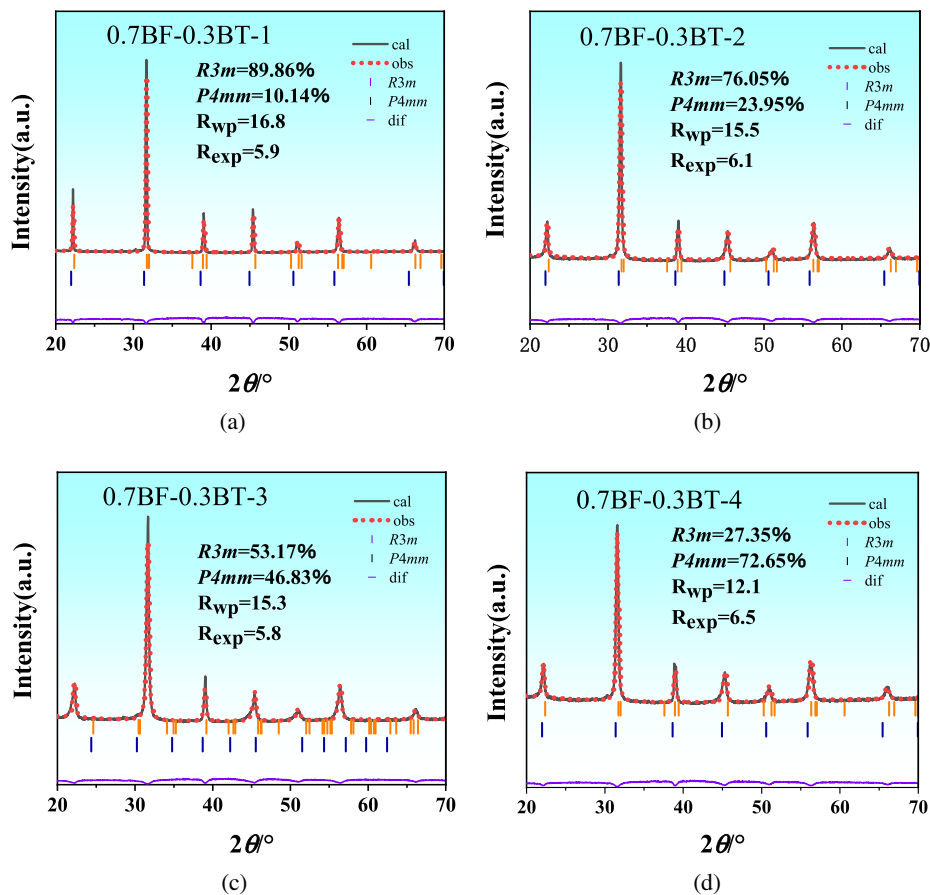 0.7BF-0.3BT-1
R3m=89.86%
P4mm=10.14%
Rwp=16.8
Rexp=5.9
cal
obs
R3m
P4mm
dif
Intensity(a.u.)
20 30 40 50 60 70
2θ/°
(a)
0.7BF-0.3BT-2
R3m=76.05%
P4mm=23.95%
Rwp=15.5
Rexp=6.1
cal
obs
R3m
P4mm
dif
Intensity(a.u.)
20 30 40 50 60 70
2θ/°
(b)
0.7BF-0.3BT-3
R3m=53.17%
P4mm=46.83%
Rwp=15.3
Rexp=5.8
cal
obs
R3m
P4mm
dif
Intensity(a.u.)
20 30 40 50 60 70
2θ/°
(c)
0.7BF-0.3BT-4
R3m=27.35%
P4mm=72.65%
Rwp=12.1
Rexp=6.5
cal
obs
R3m
P4mm
dif
Intensity(a.u.)
20 30 40 50 60 70
2θ/°
(d)